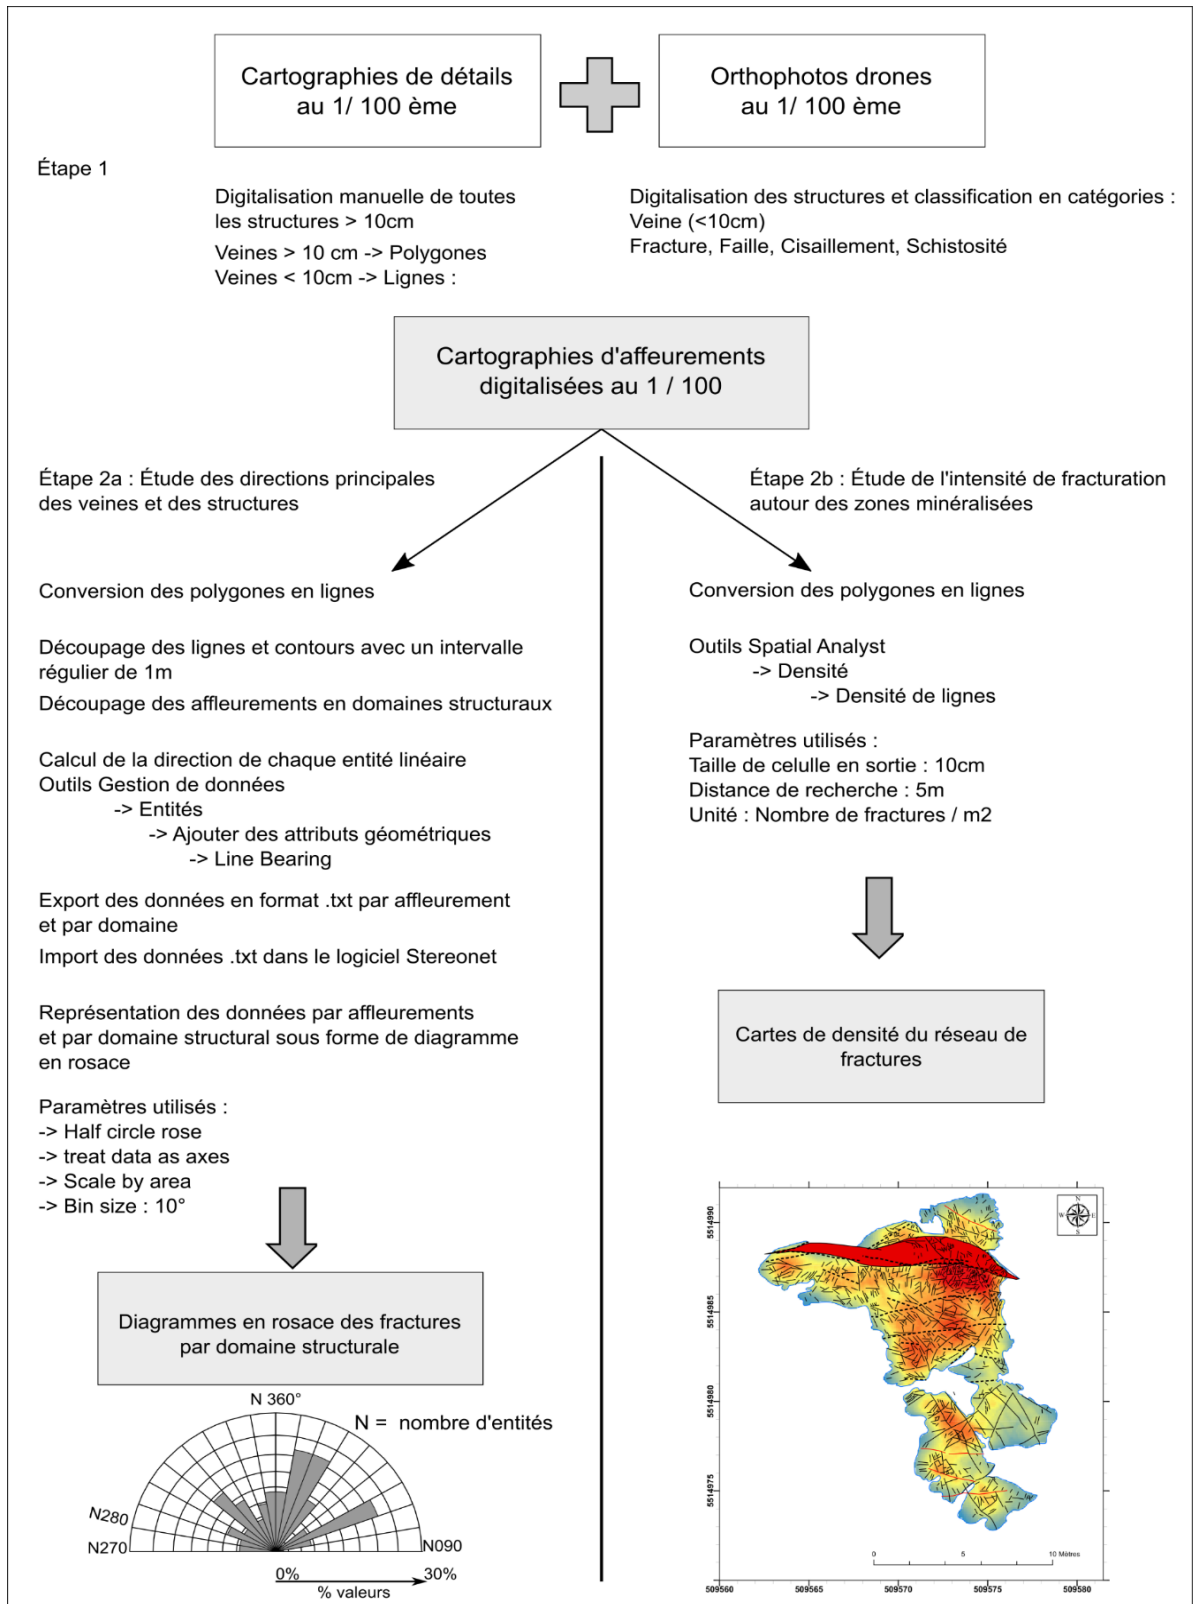 Cartographies de détails
au 1/ 100 ème
Orthophotos drones
au 1/ 100 ème
Étape 1
Digitalisation manuelle de toutes
les structures > 10cm
Veines > 10 cm -> Polygones
Veines < 10cm -> Lignes :
Digitalisation des structures et classification en catégories :
Veine (<10cm)
Fracture, Faille, Cisaillement, Schistosité
Cartographies d'affeurements
digitalisées au 1 / 100
Étape 2a : Étude des directions principales
des veines et des structures
Conversion des polygones en lignes
Découpage des lignes et contours avec un intervalle
régulier de 1m
Découpage des affleurements en domaines structuraux
Calcul de la direction de chaque entité linéaire
Outils Gestion de données
-> Entités
-> Ajouter des attributs géométriques
-> Line Bearing
Export des données en format .txt par affleurement
et par domaine
Import des données .txt dans le logiciel Stereonet
Représentation des données par affleurements
et par domaine structural sous forme de diagramme
en rosace
Paramètres utilisés :
-> Half circle rose
-> treat data as axes
-> Scale by area
-> Bin size : 10°
Diagrammes en rosace des fractures
par domaine structurale
N 360°
N = nombre d'entités
N280
N270
N090
0%
30%
% valeurs
Étape 2b : Étude de l'intensité de fracturation
autour des zones minéralisées
Conversion des polygones en lignes
Outils Spatial Analyst
-> Densité
-> Densité de lignes
Paramètres utilisés :
Taille de celulle en sortie : 10cm
Distance de recherche : 5m
Unité : Nombre de fractures / m2
Cartes de densité du réseau de
fractures
N
W
E
S
5514990
5514985
5514980
5514975
0
5
10 Mètres
509560
509565
509570
509575
509580